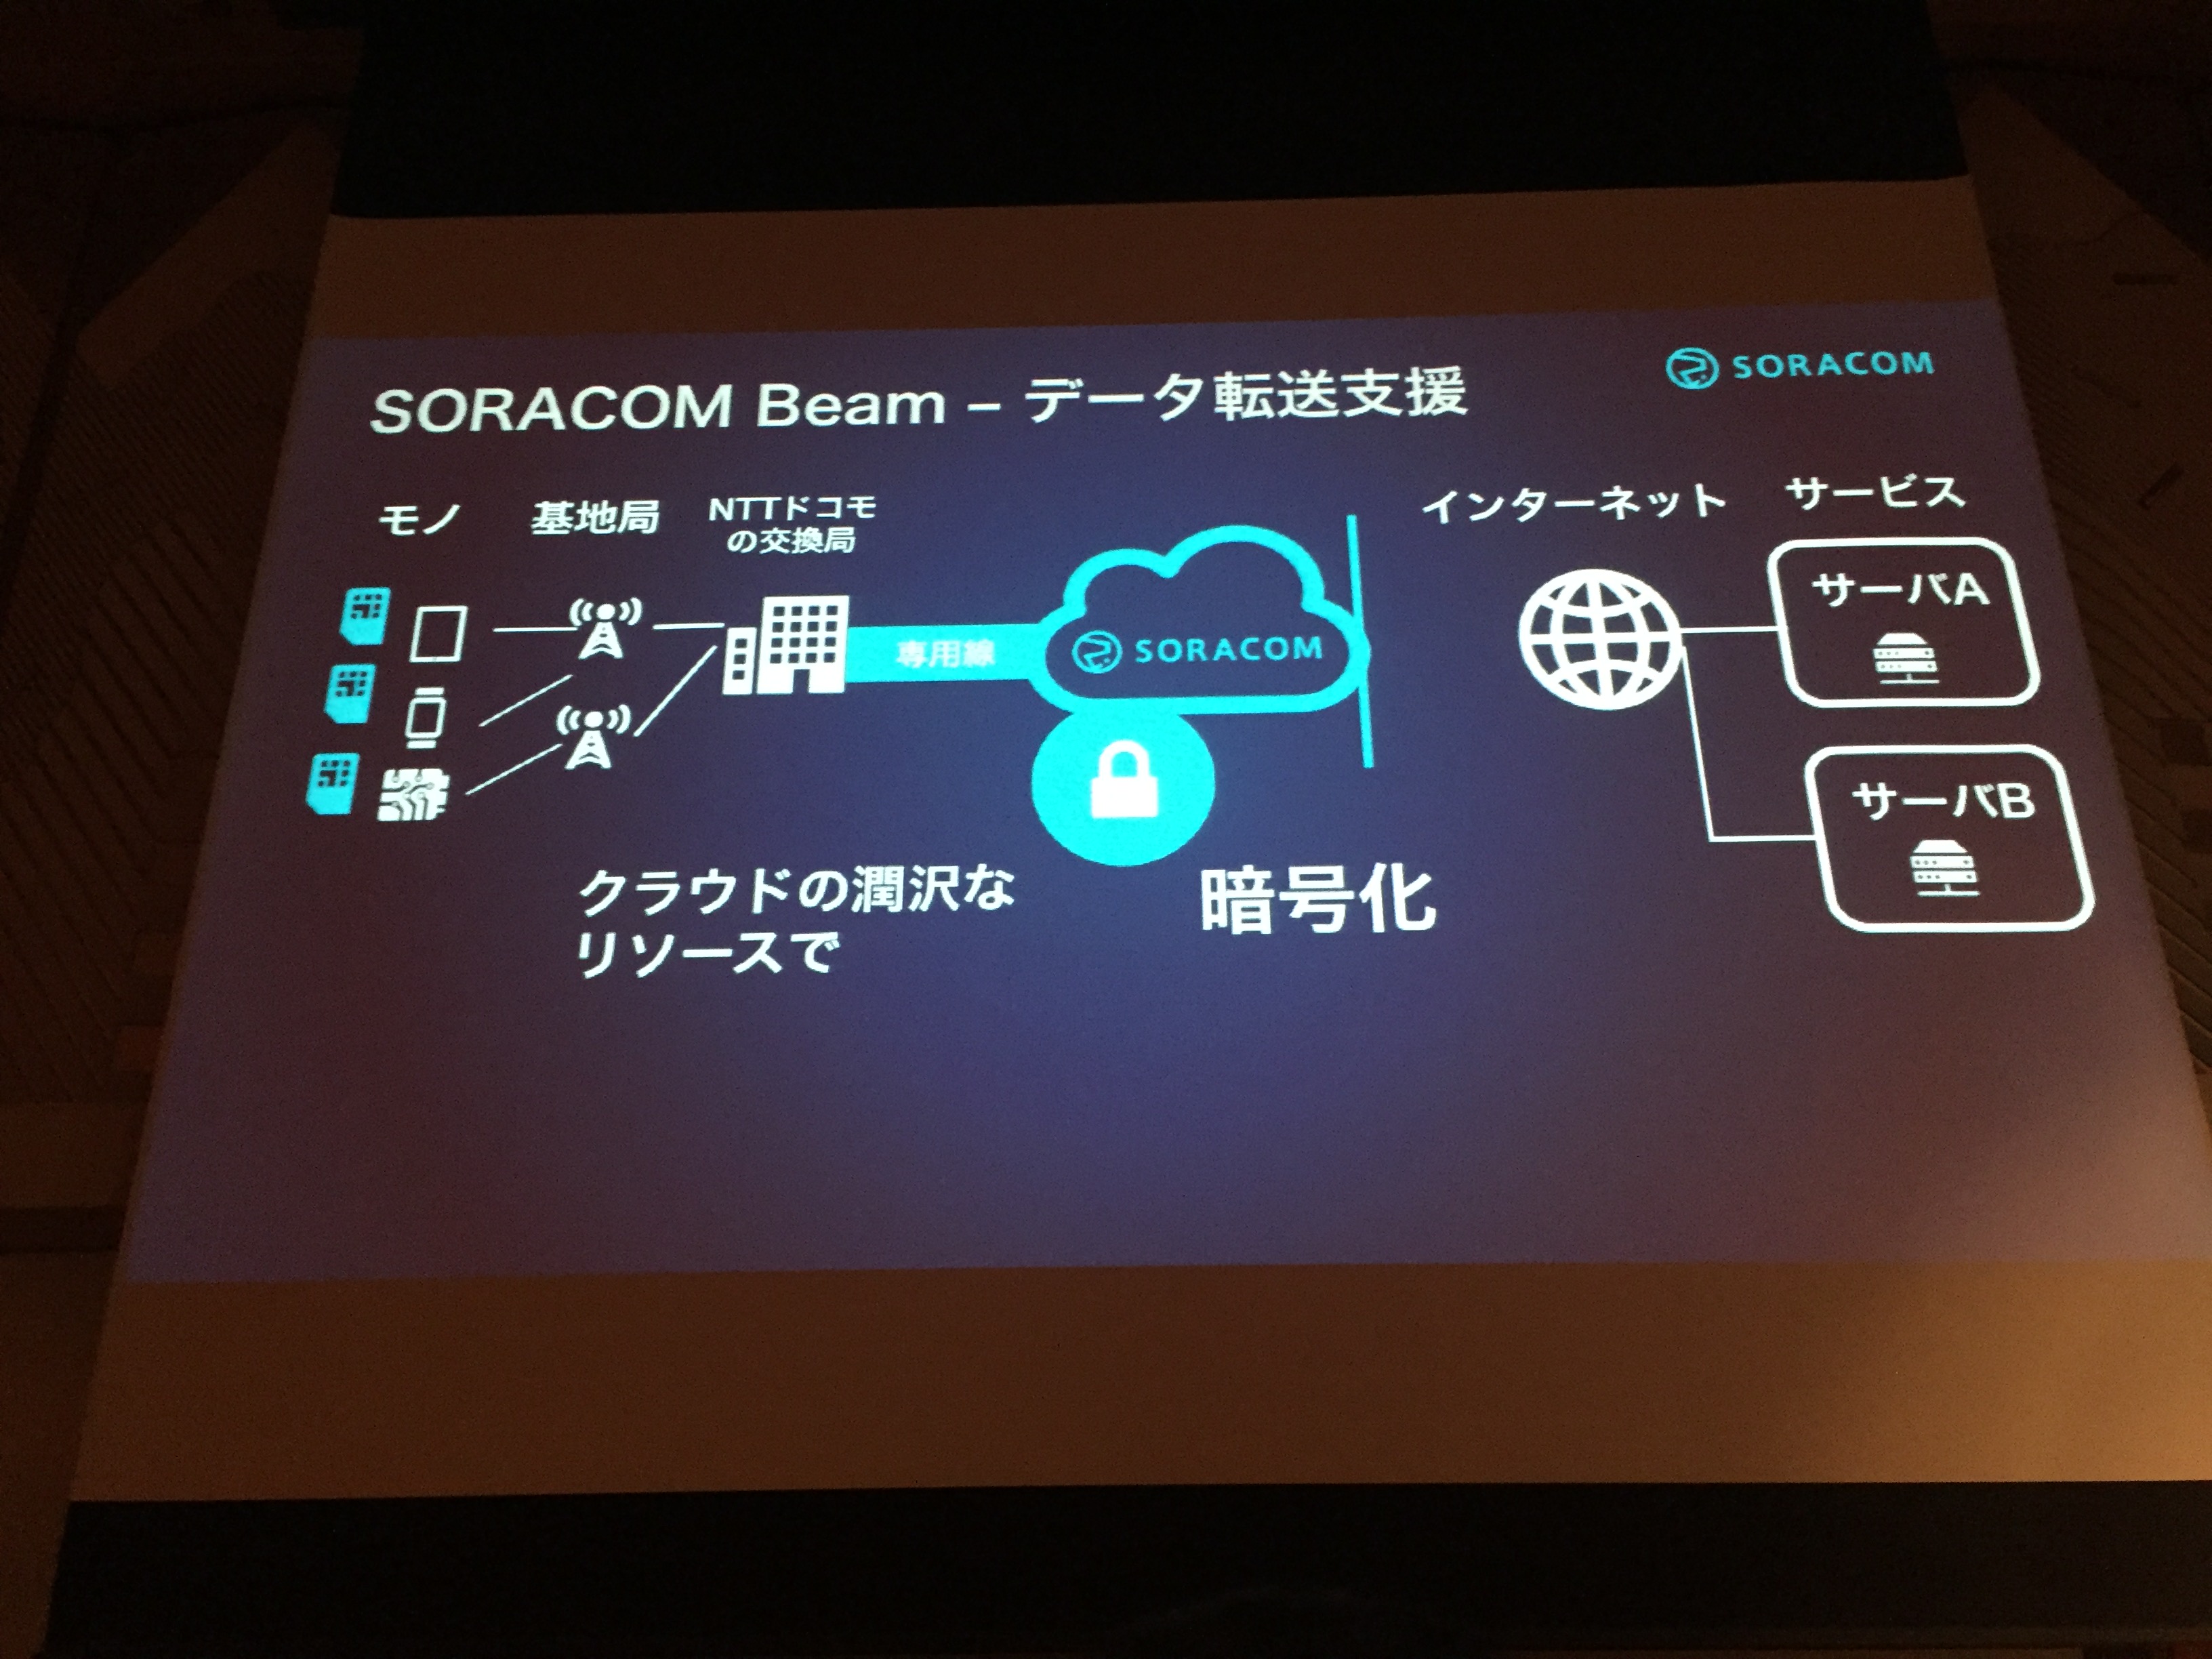 SORACOM Beam – データ転送支援
SORACOM
モノ
基地局
NTTドコモ
の交換局
インターネット
サービス
専用線
SORACOM
サーバA
サーバB
クラウドの潤沢な
リソースで
暗号化